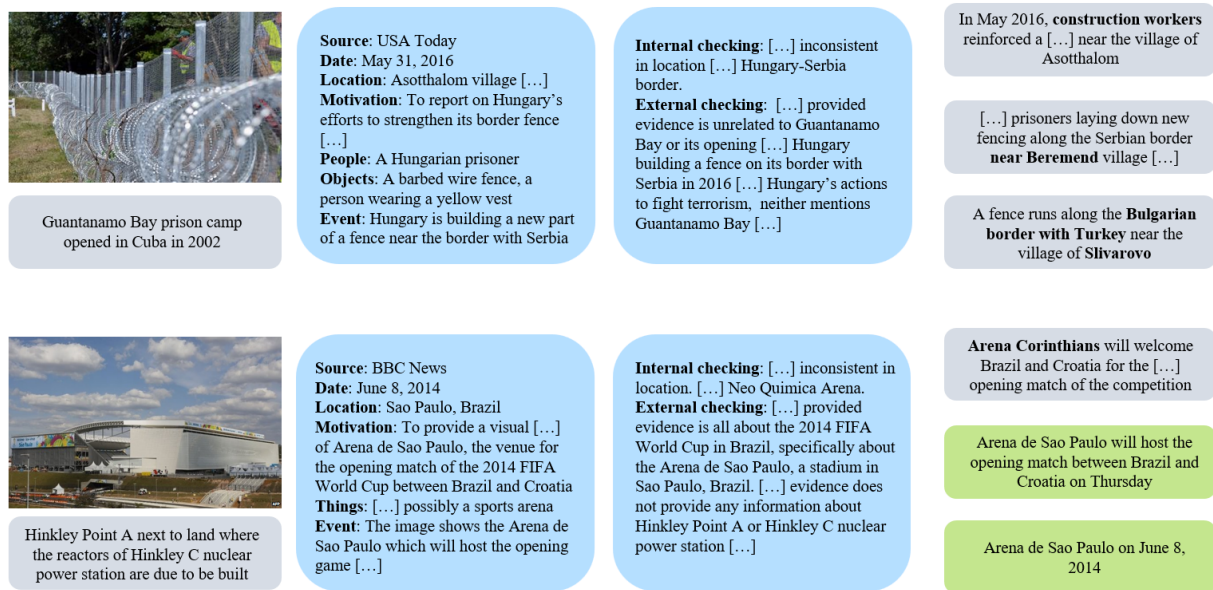 Guantanamo Bay prison camp
opened in Cuba in 2002
Source: USA Today
Date: May 31, 2016
Location: Asotthalom village […]
Motivation: To report on Hungary’s
efforts to strengthen its border fence
[…]
People: A Hungarian prisoner
Objects: A barbed wire fence, a
person wearing a yellow vest
Event: Hungary is building a new part
of a fence near the border with Serbia
Internal checking: […] inconsistent
in location […] Hungary-Serbia
border.
External checking: […] provided
evidence is unrelated to Guantanamo
Bay or its opening […] Hungary
building a fence on its border with
Serbia in 2016 […] Hungary’s actions
to fight terrorism, neither mentions
Guantanamo Bay […]
In May 2016, construction workers
reinforced a […] near the village of
Asotthalom
[…] prisoners laying down new
fencing along the Serbian border
near Beremend village […]
A fence runs along the Bulgarian
border with Turkey near the
village of Slivarovo
Hinkley Point A next to land where
the reactors of Hinkley C nuclear
power station are due to be built
Source: BBC News
Date: June 8, 2014
Location: Sao Paulo, Brazil
Motivation: To provide a visual […]
of Arena de Sao Paulo, the venue for
the opening match of the 2014 FIFA
World Cup between Brazil and Croatia
Things: […] possibly a sports arena
Event: The image shows the Arena de
Sao Paulo which will host the opening
game […]
Internal checking: […] inconsistent in
location. […] Neo Quimica Arena.
External checking: […] provided
evidence is all about the 2014 FIFA
World Cup in Brazil, specifically about
the Arena de Sao Paulo, a stadium in
Sao Paulo, Brazil. […] evidence does
not provide any information about
Hinkley Point A or Hinkley C nuclear
power station […]
Arena Corinthians will welcome
Brazil and Croatia for the […]
opening match of the competition
Arena de Sao Paulo will host the
opening match between Brazil and
Croatia on Thursday
Arena de Sao Paulo on June 8,
2014